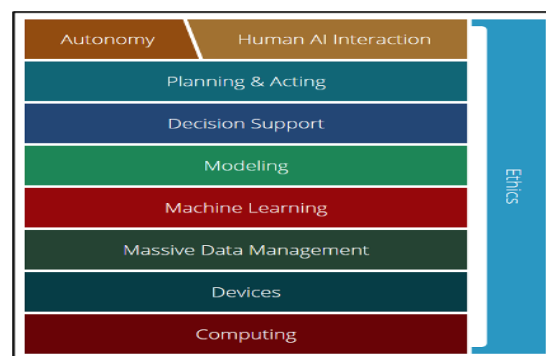 Autonomy
Human AI Interaction
Planning & Acting
Decision Support
Modeling
Machine Learning
Massive Data Management
Devices
Computing
Ethics